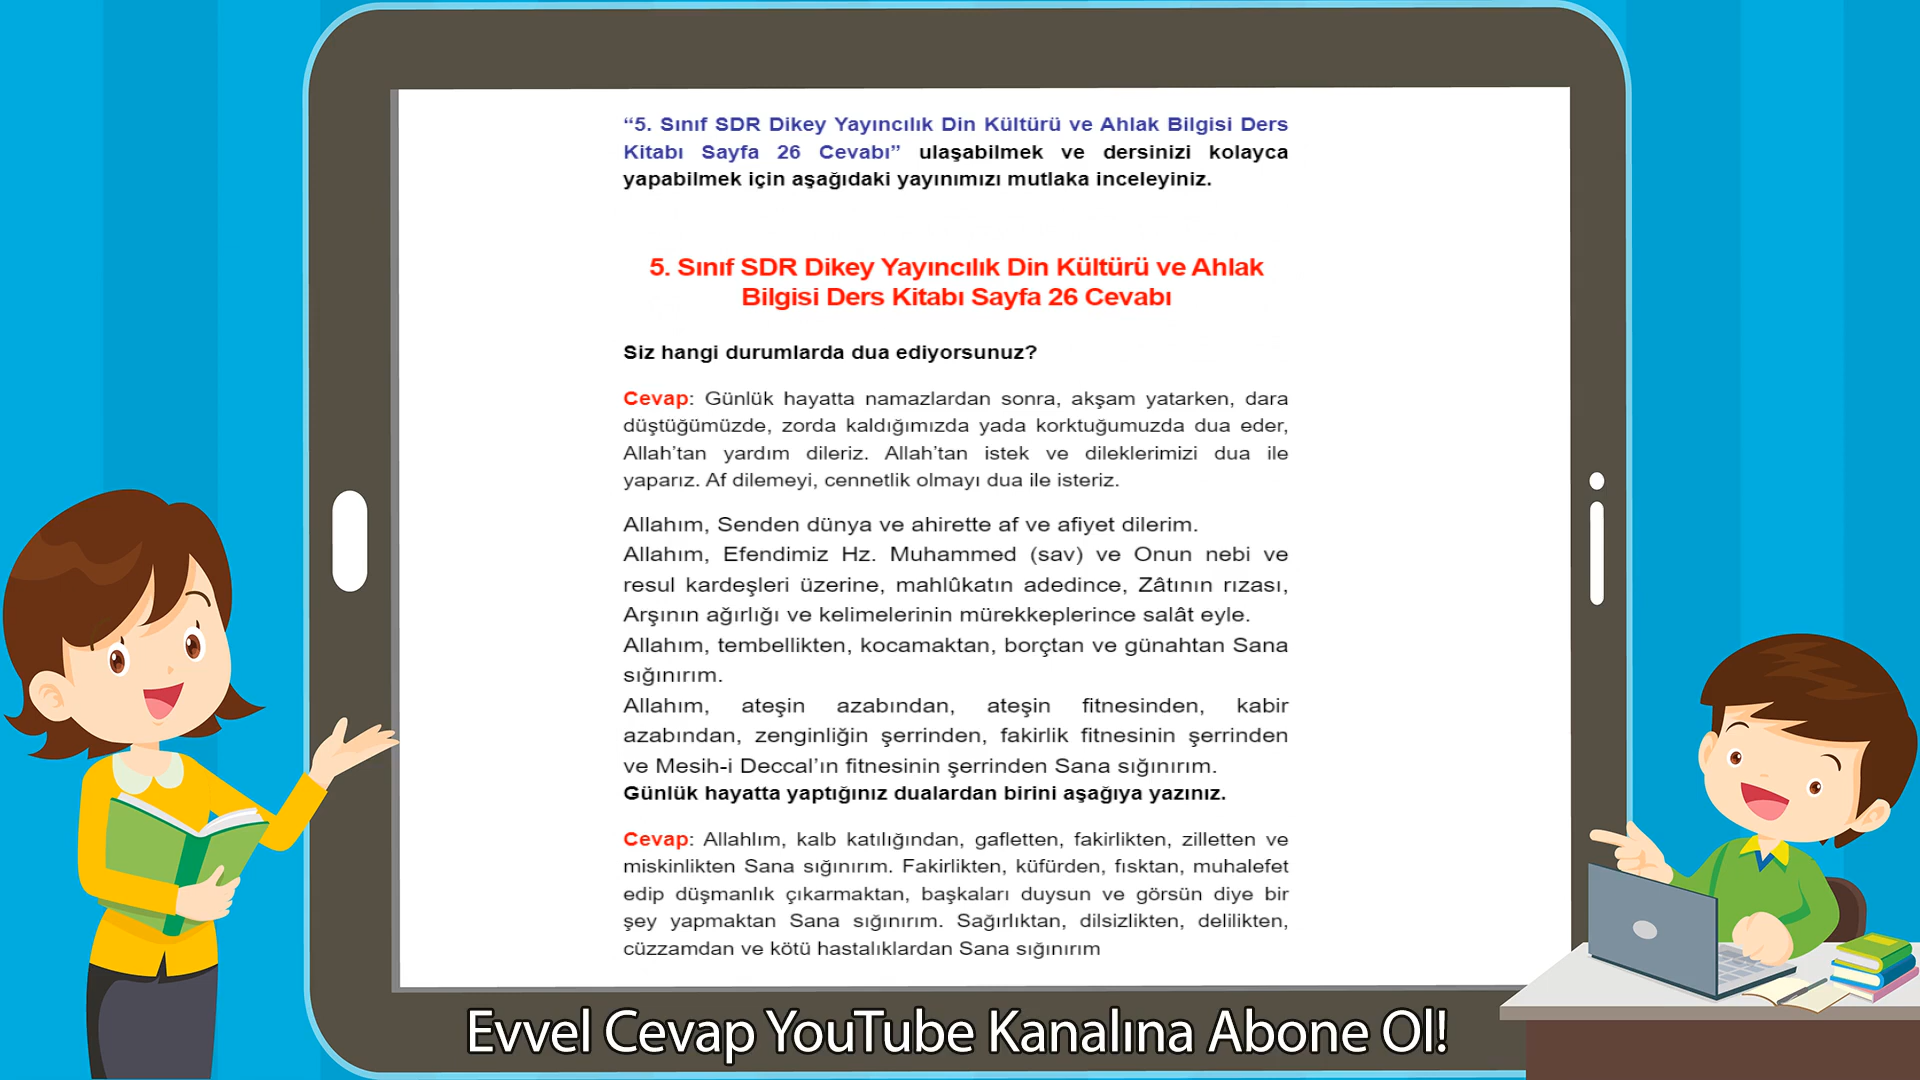 “5. Sınıf SDR Dikey Yayıncılık Din Kültürü ve Ahlak Bilgisi Ders
Kitabı Sayfa 26 Cevabı” ulaşabilmek ve dersinizi kolayca
yapabilmek için aşağıdaki yayınımızı mutlaka inceleyiniz.
5. Sınıf SDR Dikey Yayıncılık Din Kültürü ve Ahlak
Bilgisi Ders Kitabı Sayfa 26 Cevabı
Siz hangi durumlarda dua ediyorsunuz?
Cevap: Günlük hayatta namazlardan sonra, akşam yatarken, dara
düştüğümüzde, zorda kaldığımızda yada korktuğumuzda dua eder,
Allah’tan yardım dileriz. Allah’tan istek ve dileklerimizi dua ile
yaparız. Af dilemeyi, cennetlik olmayı dua ile isteriz.
Allahım, Senden dünya ve ahirette af ve afiyet dilerim.
Allahım, Efendimiz Hz. Muhammed (sav) ve Onun nebi ve
resul kardeşleri üzerine, mahlûkatın adedince, Zâtının rızası,
Arşının ağırlığı ve kelimelerinin mürekkeplerince salât eyle.
Allahım, tembellikten, kocamaktan, borçtan ve günahtan Sana
sığınırım.
Allahım, ateşin azabından, ateşin fitnesinden, kabir
azabından, zenginliğin şerrinden, fakirlik fitnesinin şerrinden
ve Mesih-i Deccal’ın fitnesinin şerrinden Sana sığınırım.
Günlük hayatta yaptığınız dualardan birini aşağıya yazınız.
Cevap: Allahlım, kalb katılığından, gafletten, fakirlikten, zilletten ve
miskinlikten Sana sığınırım. Fakirlikten, küfürden, fısktan, muhalefet
edip düşmanlık çıkarmaktan, başkaları duysun ve görsün diye bir
şey yapmaktan Sana sığınırım. Sağırlıktan, dilsizlikten, delilikten,
cüzzamdan ve kötü hastalıklardan Sana sığınırım
Evvel Cevap YouTube Kanalına Abone Ol!